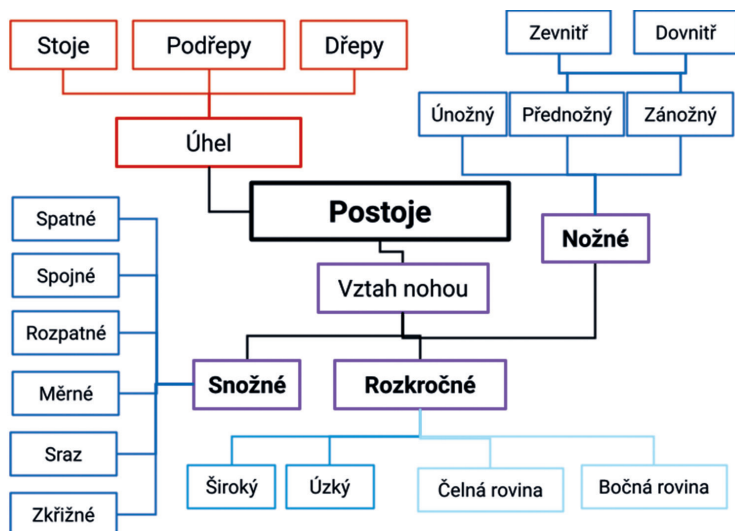 Stoje
Podřepy
Dřepy
Zevnitř
Dovnitř
Únožný
Přednožný
Zánožný
Úhel
Postoje
Nožné
Vztah nohou
Spatné
Spojné
Rozpatné
Měrné
Sraz
Zkřižné
Snožné
Rozkročné
Široký
Úzký
Čelná rovina
Bočná rovina